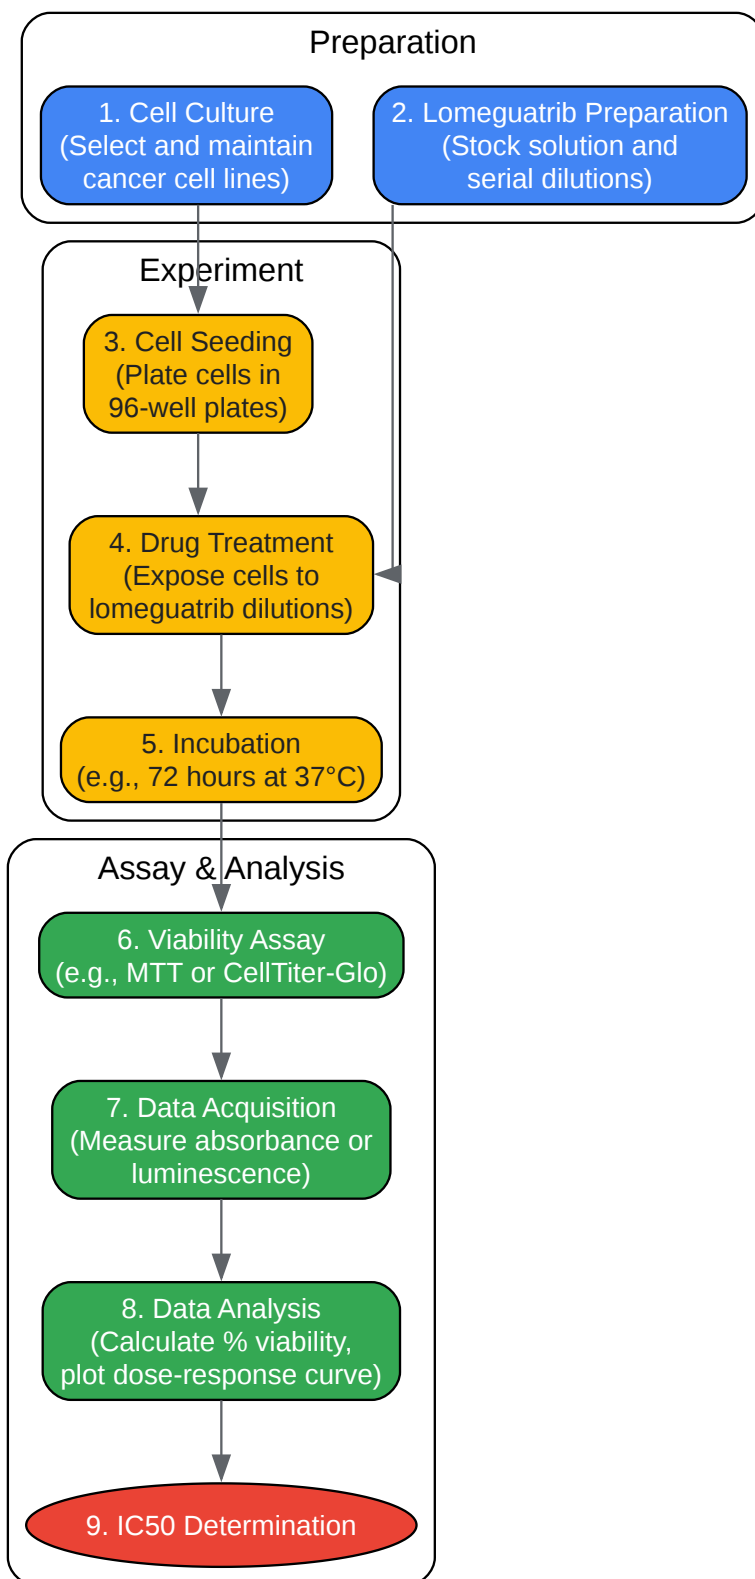 Preparation
1. Cell Culture
(Select and maintain
cancer cell lines)
2. Lomeguatrib Preparation
(Stock solution and
serial dilutions)
Experiment
3. Cell Seeding
(Plate cells in
96-well plates)
4. Drug Treatment
(Expose cells to
lomeguatrib dilutions)
5. Incubation
(e.g., 72 hours at 37°C)
Assay & Analysis
6. Viability Assay
(e.g., MTT or CellTiter-Glo)
7. Data Acquisition
(Measure absorbance or
luminescence)
8. Data Analysis
(Calculate % viability,
plot dose-response curve)
9. IC50 Determination